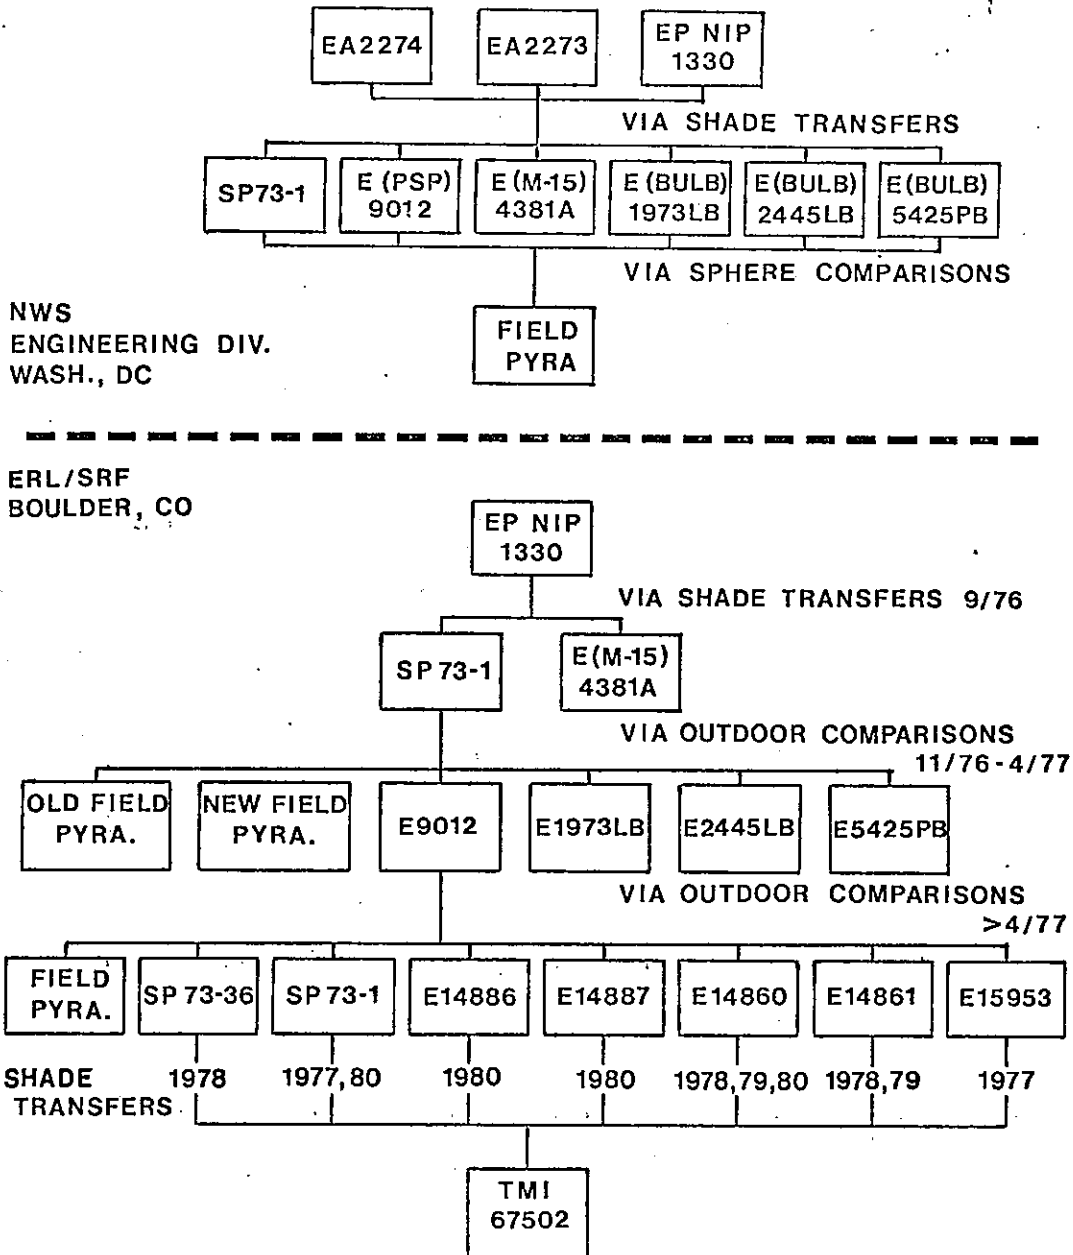 EA2274
EA2273
EP NIP
1330
VIA SHADE TRANSFERS
SP73-1
E (PSP)
9012
E (M-15)
4381A
E (BULB)
1973LB
E(BULB)
2445LB
E(BULB)
5425PB
VIA SPHERE COMPARISONS
FIELD
PYRA
NWS
ENGINEERING DIV.
WASH., DC
ERL/SRF
BOULDER, CO
EP NIP
1330
VIA SHADE TRANSFERS 9/76
SP 73-1
E (M-15)
4381A
VIA OUTDOOR COMPARISONS
11/76-4/77
OLD FIELD
PYRA.
NEW FIELD
PYRA.
E9012
E1973LB
E2445LB
E5425PB
VIA OUTDOOR COMPARISONS
>4/77
FIELD
PYRA.
SP 73-36
SP 73-1
E14886
E14887
E14860
E14861
E15953
SHADE
TRANSFERS
1978
1977,80
1980
1980
1978,79,80
1978,79
1977
TMI
67502